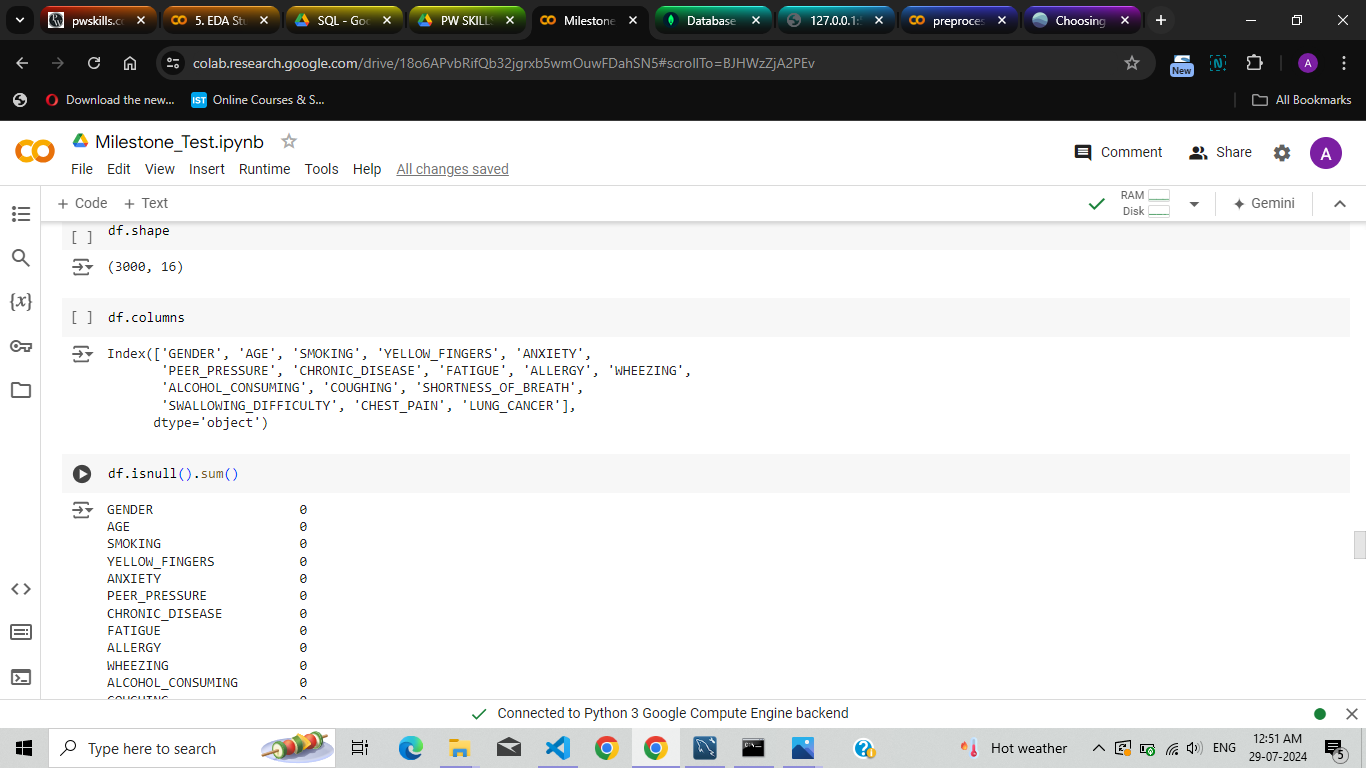 pwskills.c
5. EDA Stu
SQL - Goo
PW SKILL
Milestone
Database
127.0.0.1:
preproces
Choosing
colab.research.google.com/drive/18o6APvbRifQb32jgrxb5wmOuwFDahSN5#scrollTo=BJHWzZjA2PEv
New
N
A
Download the new...
IST Online Courses & S...
All Bookmarks
Milestone_Test.ipynb
File Edit View Insert Runtime Tools Help All changes saved
Comment
Share
A
+ Code + Text
RAM
Disk
Gemini
[ ] df.shape
(3000, 16)
[ ] df.columns
Index(['GENDER', 'AGE', 'SMOKING', 'YELLOW_FINGERS', 'ANXIETY',
'PEER_PRESSURE', 'CHRONIC_DISEASE', 'FATIGUE', 'ALLERGY', 'WHEEZING',
'ALCOHOL_CONSUMING', 'COUGHING', 'SHORTNESS_OF_BREATH',
'SWALLOWING_DIFFICULTY', 'CHEST_PAIN', 'LUNG_CANCER'],
dtype='object')
df.isnull().sum()
GENDER 0
AGE 0
SMOKING 0
YELLOW_FINGERS 0
ANXIETY 0
PEER_PRESSURE 0
CHRONIC_DISEASE 0
FATIGUE 0
ALLERGY 0
WHEEZING 0
ALCOHOL_CONSUMING 0
COUGHING 0
{x}
Connected to Python 3 Google Compute Engine backend
Type here to search
Hot weather
ENG
12:51 AM
29-07-2024
5